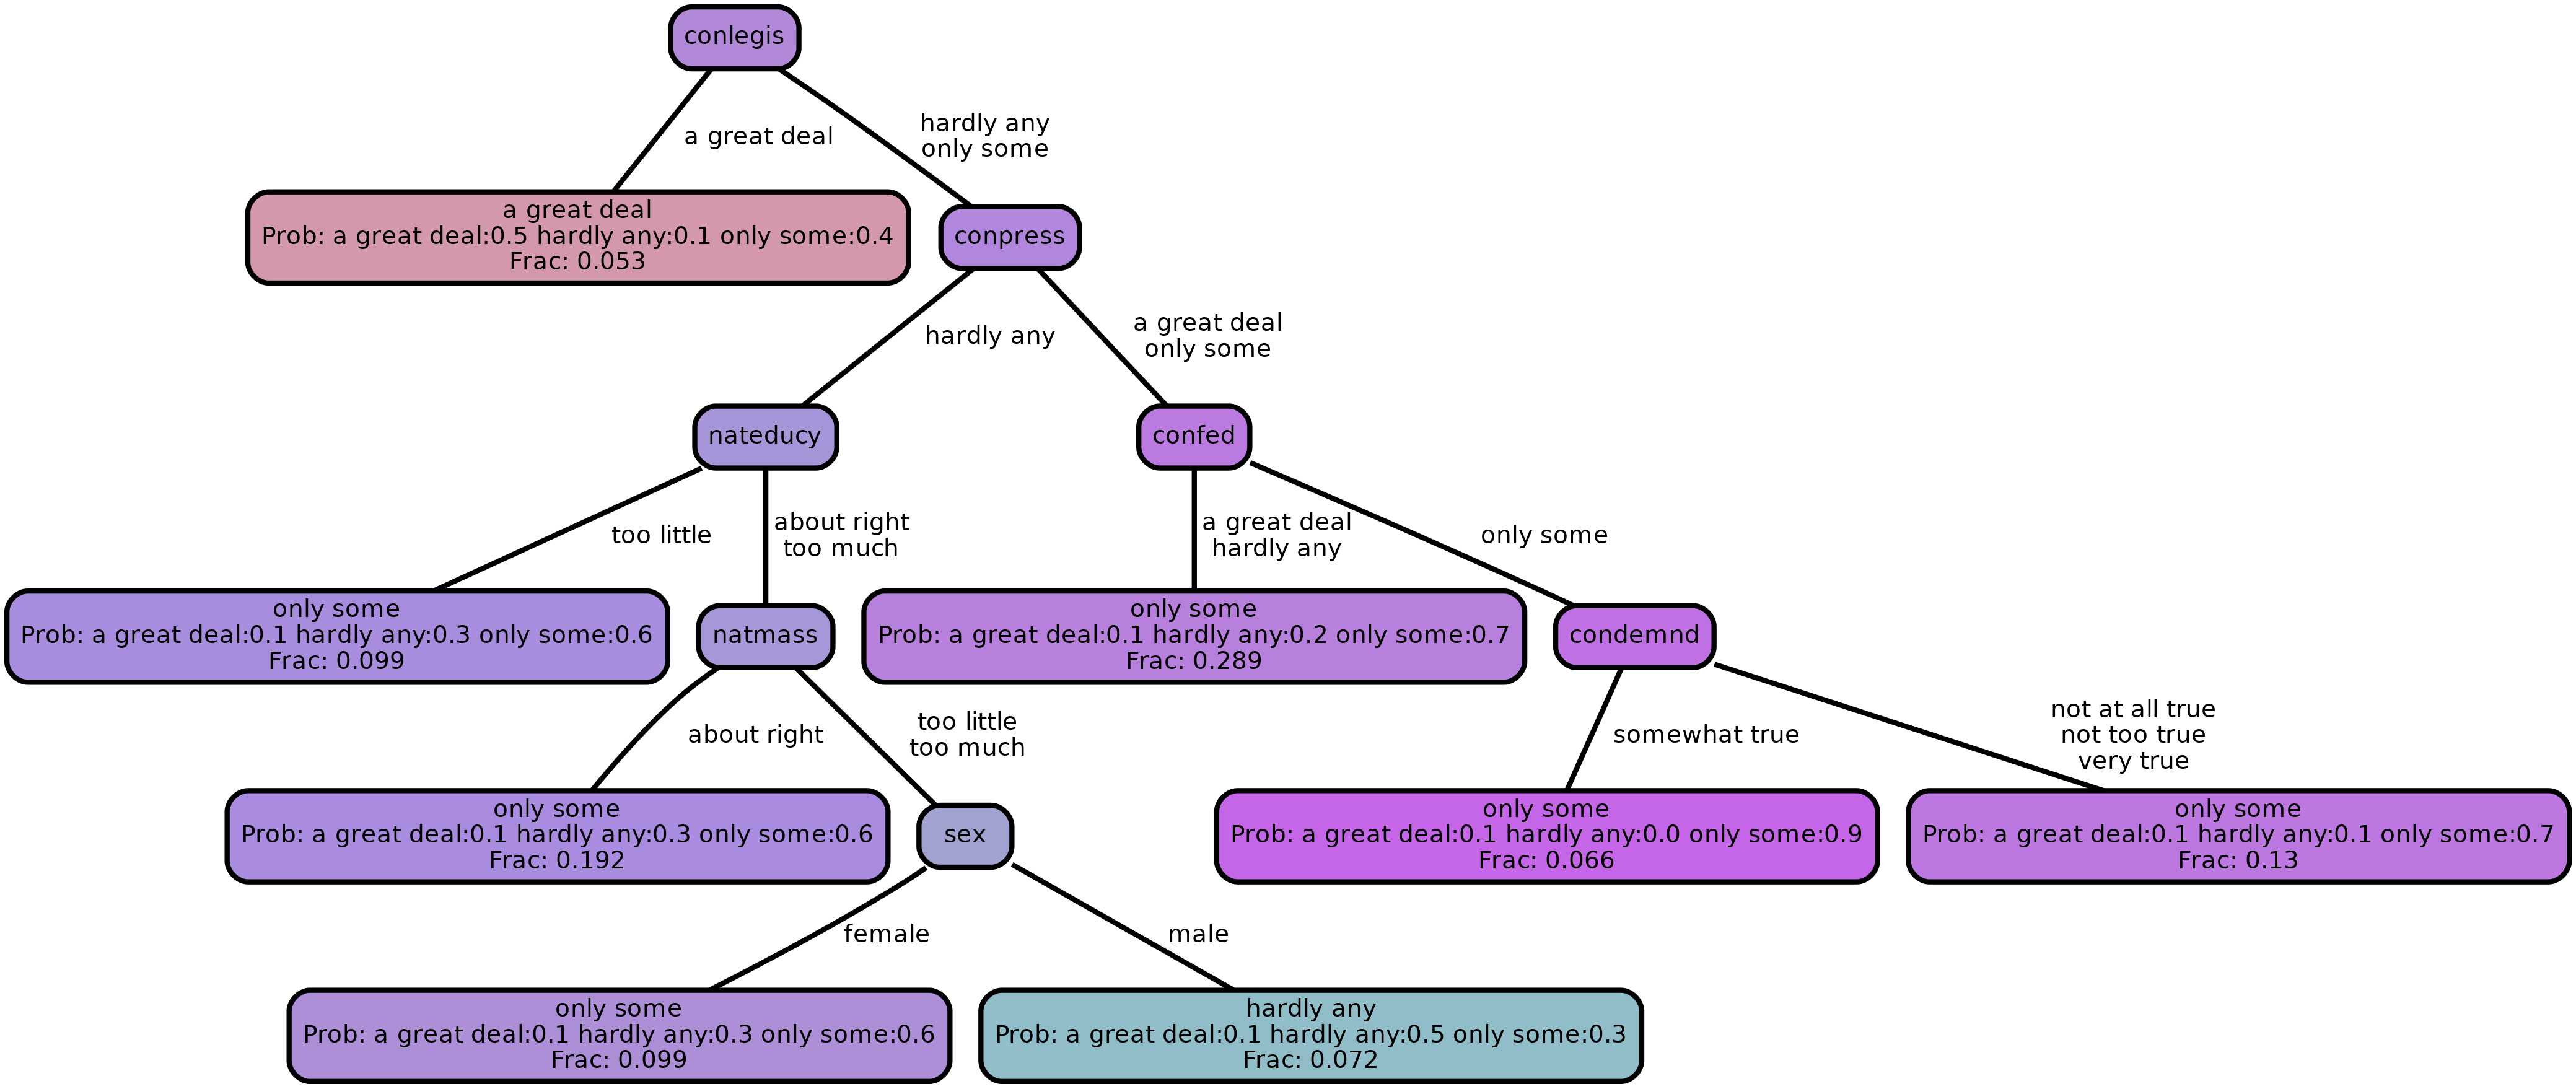 conlegis
a great deal
hardly any
only some
a great deal
Prob: a great deal:0.5 hardly any:0.1 only some:0.4
Frac: 0.053
conpress
hardly any
a great deal
only some
nateducy
confed
too little
about right
too much
a great deal
hardly any
only some
only some
Prob: a great deal:0.1 hardly any:0.3 only some:0.6
Frac: 0.099
natmass
only some
Prob: a great deal:0.1 hardly any:0.2 only some:0.7
Frac: 0.289
condemnd
about right
too little
too much
somewhat true
not at all true
not too true
very true
only some
Prob: a great deal:0.1 hardly any:0.3 only some:0.6
Frac: 0.192
sex
only some
Prob: a great deal:0.1 hardly any:0.0 only some:0.9
Frac: 0.066
only some
Prob: a great deal:0.1 hardly any:0.1 only some:0.7
Frac: 0.13
female
male
only some
Prob: a great deal:0.1 hardly any:0.3 only some:0.6
Frac: 0.099
hardly any
Prob: a great deal:0.1 hardly any:0.5 only some:0.3
Frac: 0.072